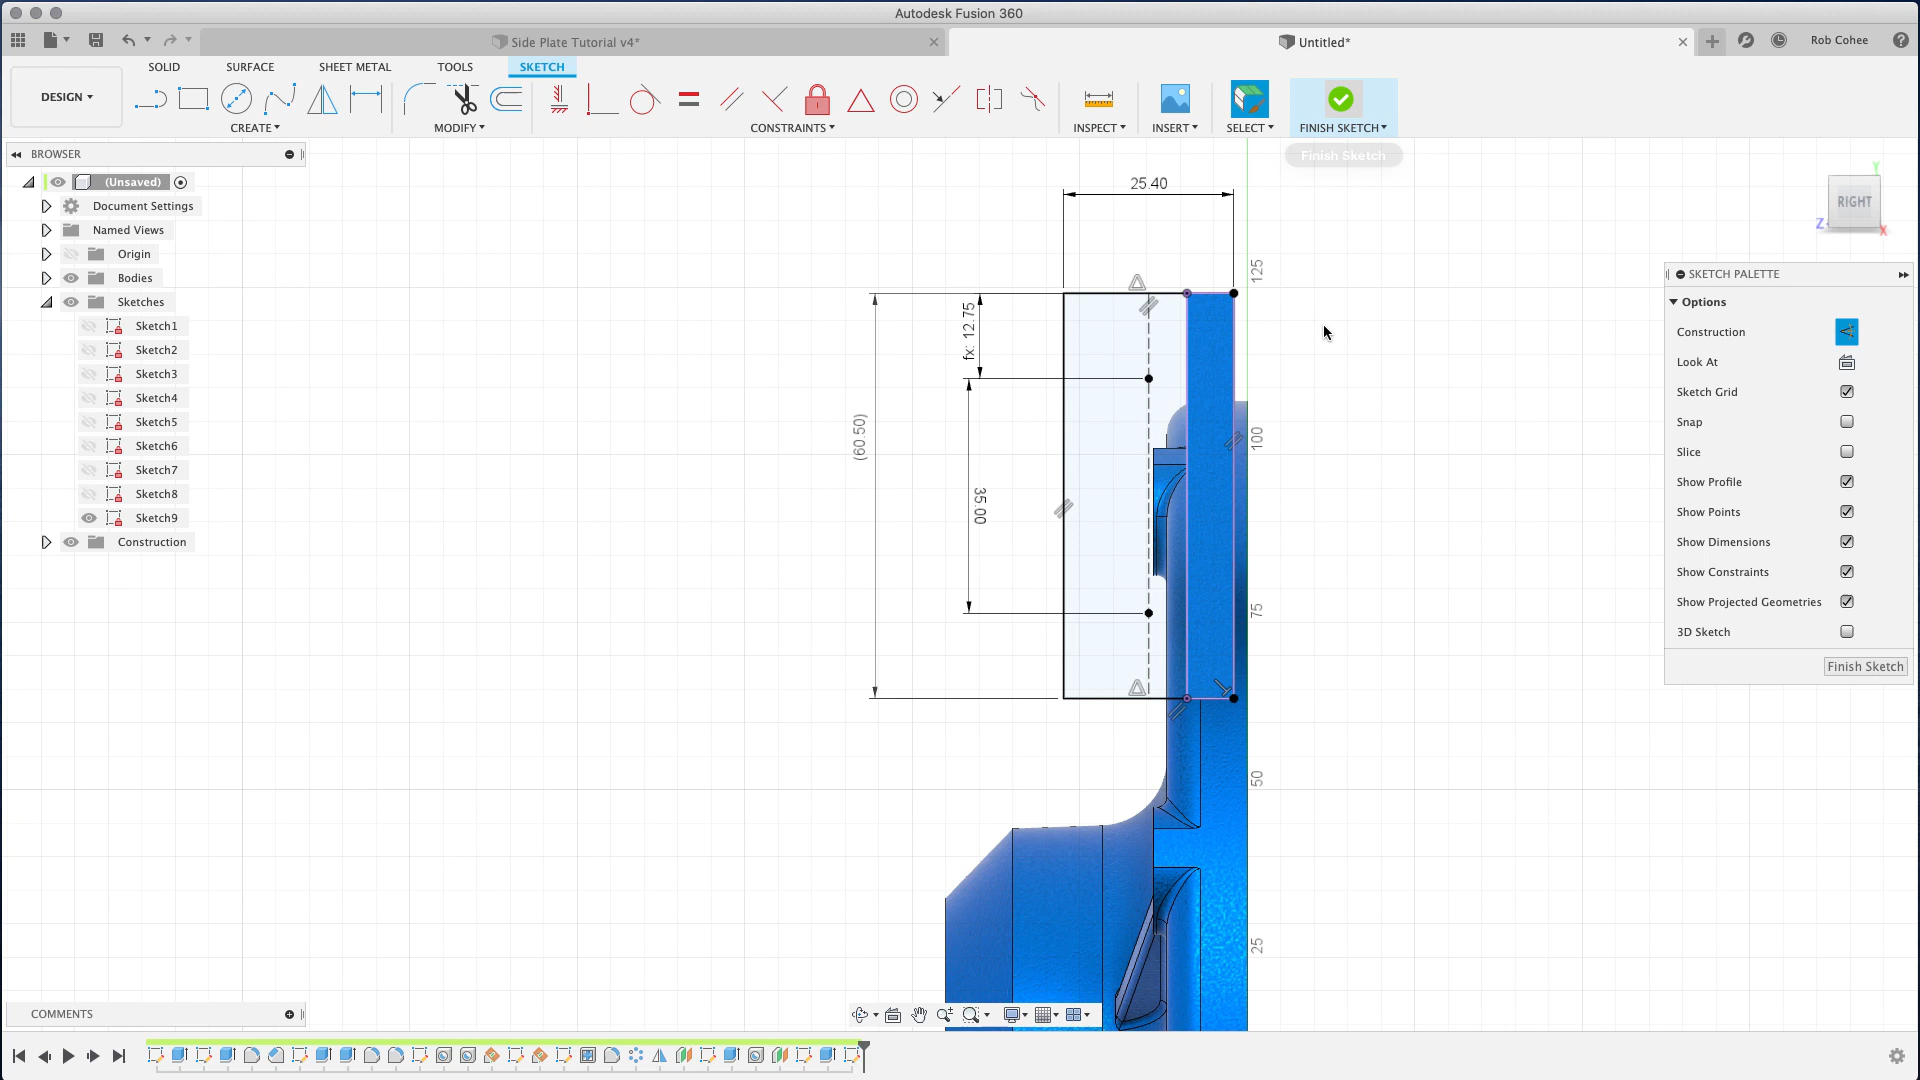 Autodesk Fusion 360
Side Plate Tutorial v4*
Untitled*
Rob Cohee
DESIGN
SOLID
SURFACE
SHEET METAL
TOOLS
SKETCH
CREATE
MODIFY
CONSTRAINTS
INSPECT
INSERT
SELECT
FINISH SKETCH
Finish Sketch
BROWSER
(Unsaved)
Document Settings
Named Views
Origin
Bodies
Sketches
Sketch1
Sketch2
Sketch3
Sketch4
Sketch5
Sketch6
Sketch7
Sketch8
Sketch9
Construction
25.40
fx: 12.75
(60.50)
35.00
125
100
75
50
25
Y
RIGHT
Z
X
SKETCH PALETTE
Options
Construction
Look At
Sketch Grid
Snap
Slice
Show Profile
Show Points
Show Dimensions
Show Constraints
Show Projected Geometries
3D Sketch
Finish Sketch
COMMENTS